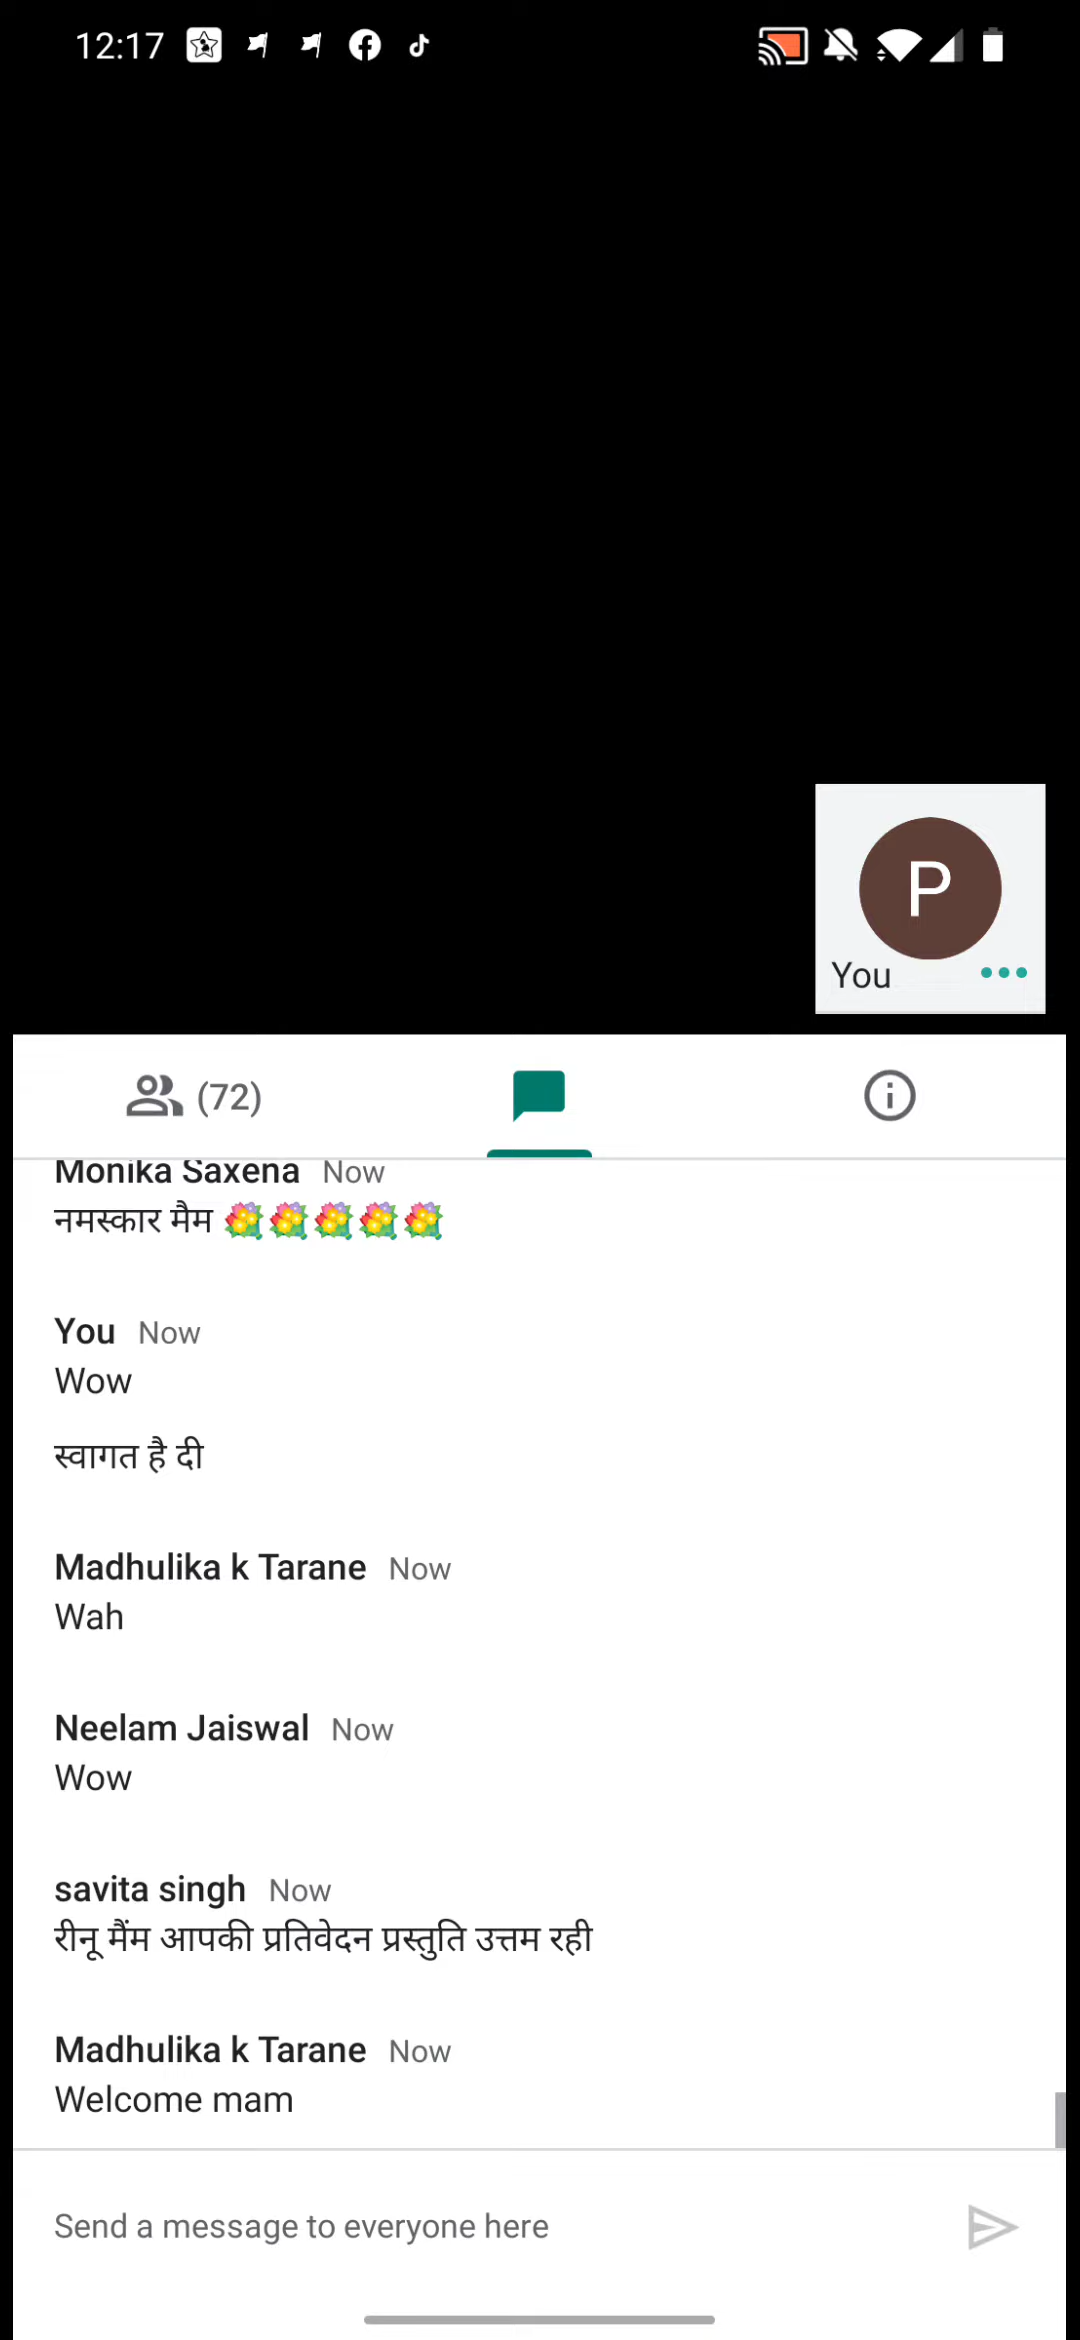 12:17
P
You
(72)
Monika Saxena Now
नमस्कार मैम 💐💐💐💐💐
You Now
Wow
स्वागत है दी
Madhulika k Tarane Now
Wah
Neelam Jaiswal Now
Wow
savita singh Now
रीनू मैंम आपकी प्रतिवेदन प्रस्तुति उत्तम रही
Madhulika k Tarane Now
Welcome mam
Send a message to everyone here